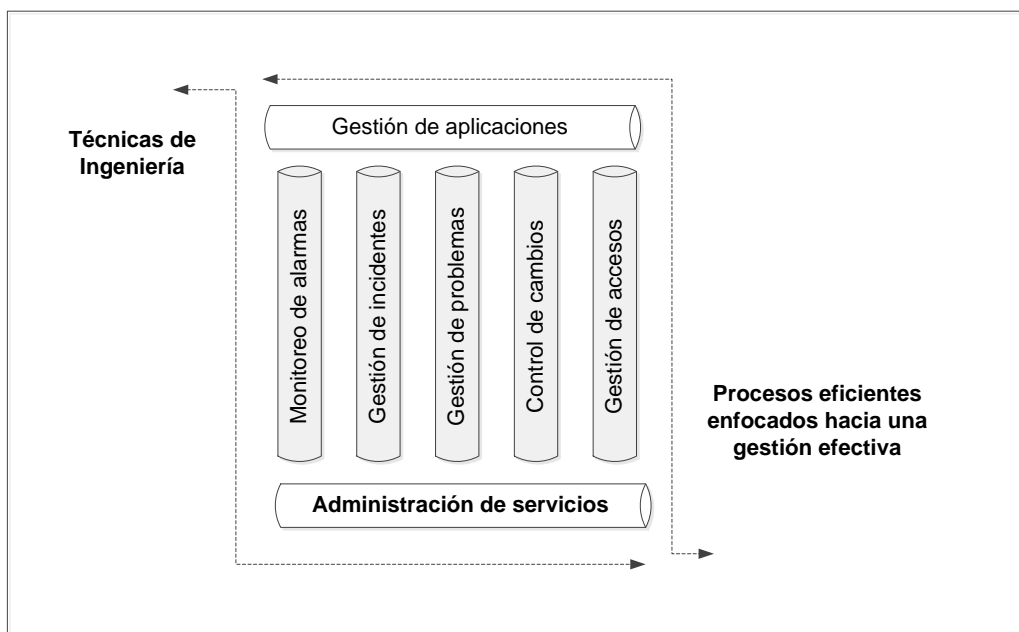 Gestión de aplicaciones
Técnicas de
Ingeniería
Monitoreo de alarmas
Gestión de incidentes
Gestión de problemas
Control de cambios
Gestión de accesos
Procesos eficientes
enfocados hacia una
gestión efectiva
Administración de servicios